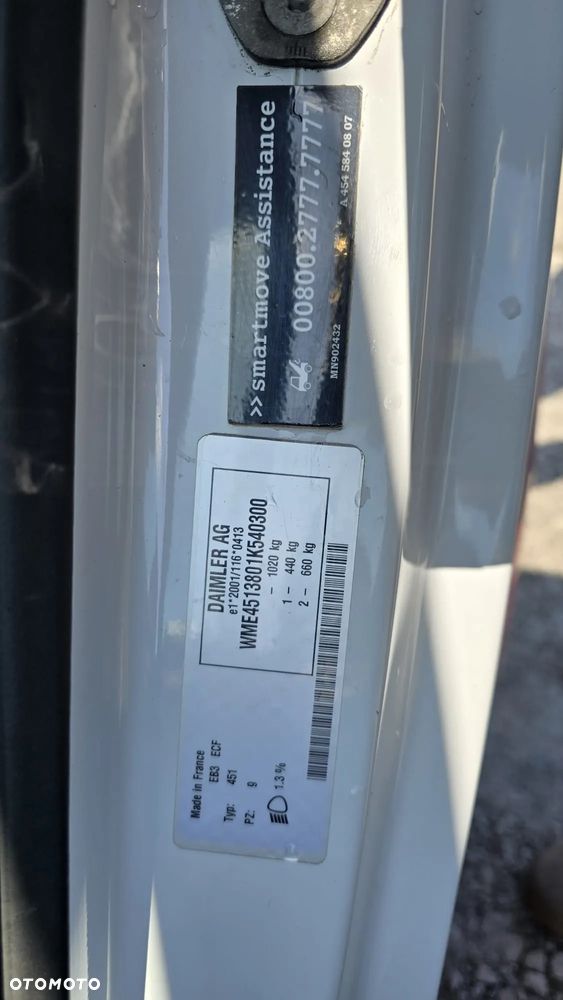 >> smartmove Assistance
00800.2777.7777
MN902432
A 454 584 08 07
DAIMLER AG
e1*2001/116*0413
WME4513801K540300
- 1020 kg
1 - 440 kg
2 - 660 kg
Made in France
EB3 ECF
Typ: 451
PZ: 9
1.3 %
OTOMOTO